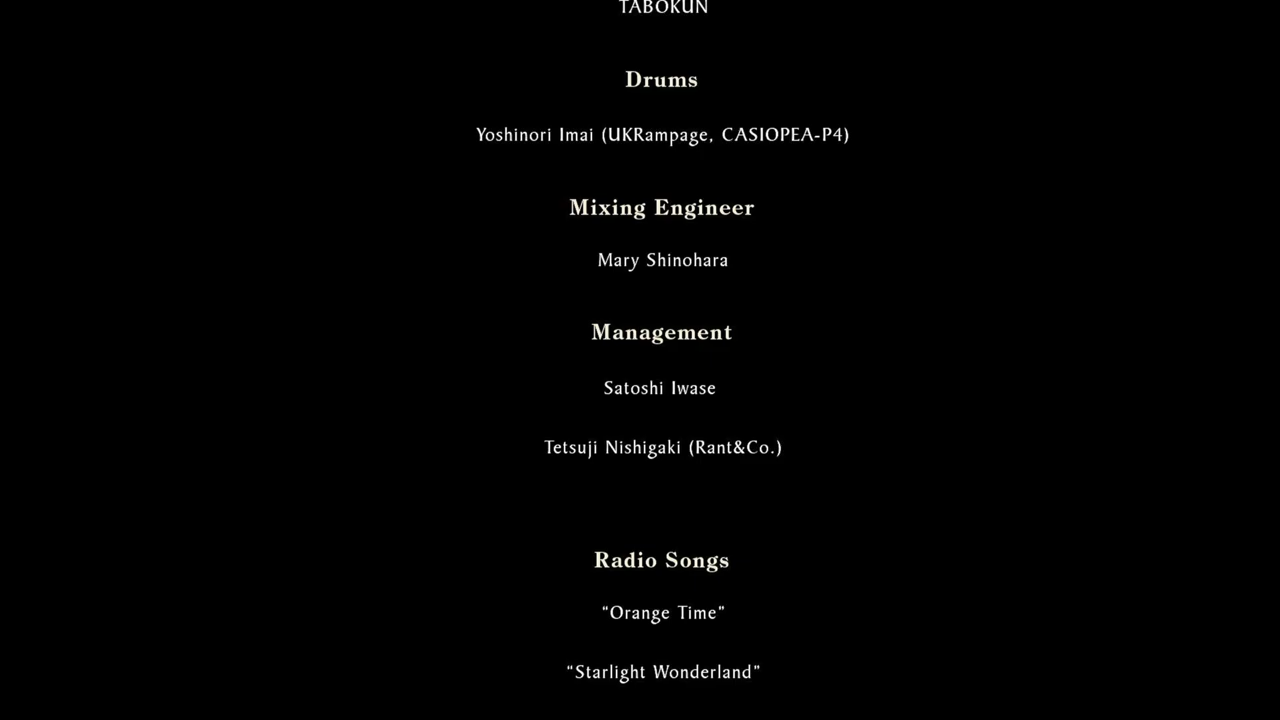 TABOKUN
Drums
Yoshinori Imai (UKRampage, CASIOPEA-P4)
Mixing Engineer
Mary Shinohara
Management
Satoshi Iwase
Tetsuji Nishigaki (Rant&Co.)
Radio Songs
“Orange Time”
“Starlight Wonderland”